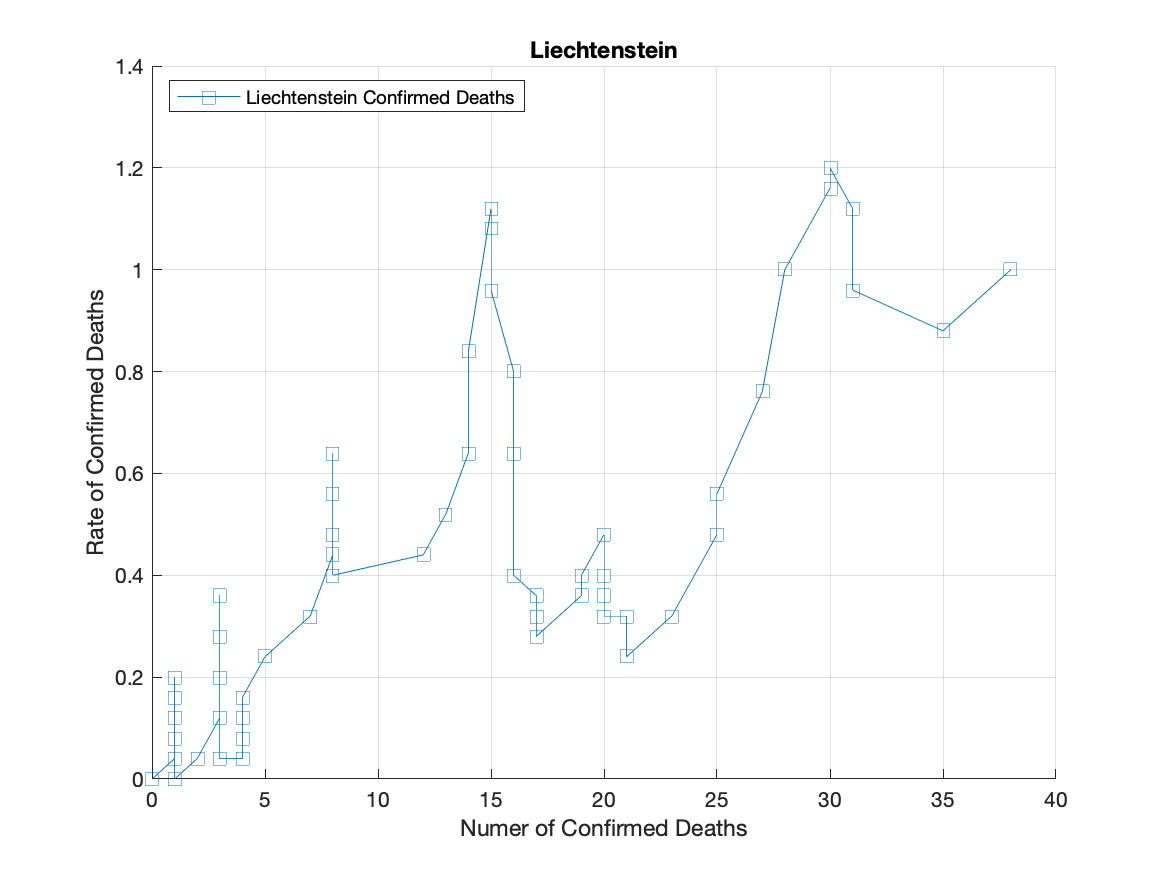 Liechtenstein
Liechtenstein Confirmed Deaths
1.4
1.2
1
0.8
0.6
0.4
0.2
0
Rate of Confirmed Deaths
0 5 10 15 20 25 30 35 40
Numer of Confirmed Deaths